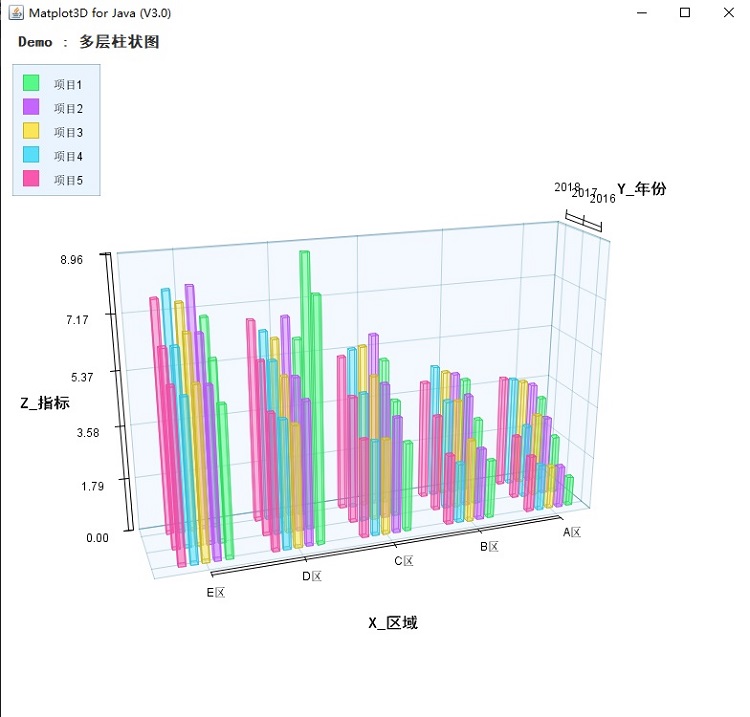 Matplot3D for Java (V3.0)
Demo : 多层柱状图
项目1
项目2
项目3
项目4
项目5
2018
2017
2016
Y_年份
8.96
7.17
5.37
3.58
1.79
0.00
Z_指标
E区
D区
C区
B区
A区
X_区域